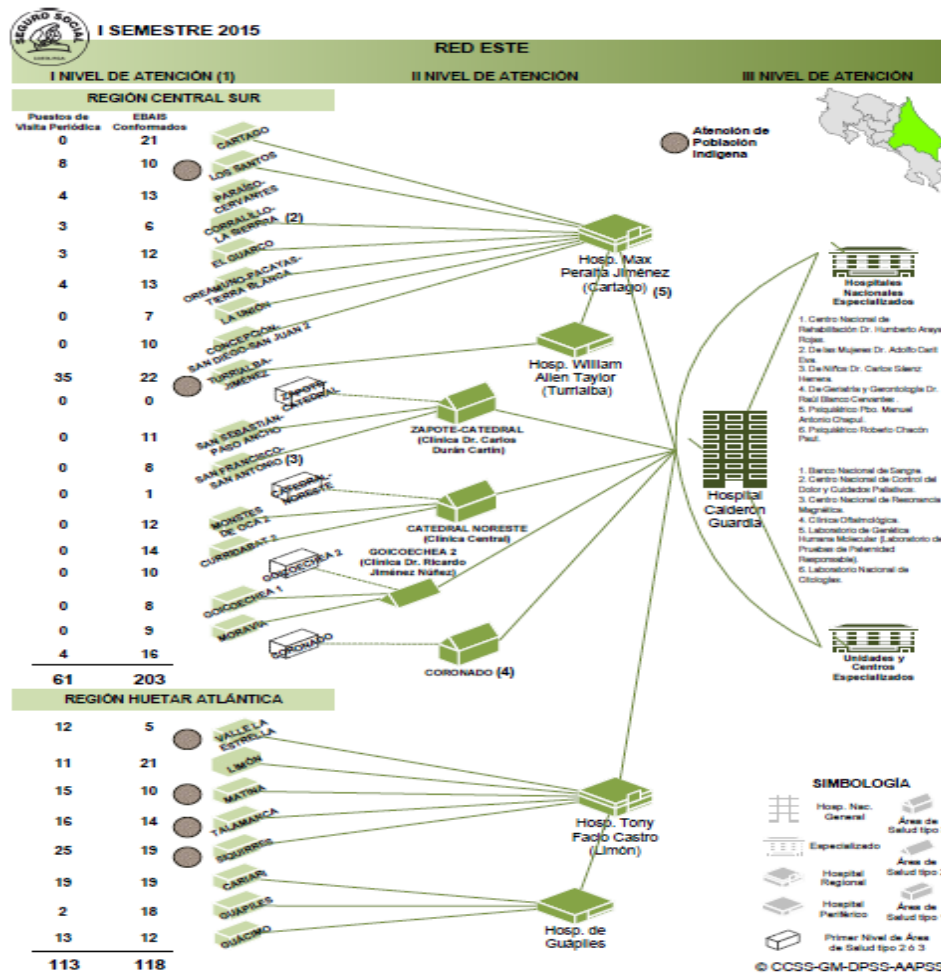 SEGURO SOCIAL
I SEMESTRE 2015
RED ESTE
I NIVEL DE ATENCIÓN (1)
II NIVEL DE ATENCIÓN
III NIVEL DE ATENCIÓN
REGIÓN CENTRAL SUR
Puestos de
Visita Periódica
EBAIS
Conformados
Atención de
Población
Indígena
0 21 CARTAGO
8 10 LOS SANTOS
4 13 PARAÍSO-
CERVANTES
3 6 CORRALILLO-
LA SIERRRA (2)
3 12 EL GUARCO
4 13 OREAMUNO-PACAYAS-
TIERRA BLANCA
0 7 LA UNIÓN
0 10 CONCEPCIÓN-
SAN DIEGO-SAN JUAN 2
35 22 TURRIALBA-
JIMÉNEZ
0 0 ZAPOTE-
CATEDRAL
0 11 SAN SEBASTIÁN-
PASO ANCHO
0 8 SAN FRANCISCO-
SAN ANTONIO (3)
0 1 CATEDRAL-
NORESTE
0 12 MONSTES
DE OCA 2
0 14 CURRIDABAT 2
0 10 GOICOECHEA 2
0 8 GOICOECHEA 1
0 9 MORAVIA
4 16 CORONADO
61 203
Hosp. Max
Peralta Jiménez
(Cartago) (5)
Hosp. William
Allen Taylor
(Turrialba)
ZAPOTE-CATEDRAL
(Clínica Dr. Carlos
Durán Cartín)
CATEDRAL NORESTE
(Clínica Central)
GOICOECHEA 2
(Clínica Dr. Ricardo
Jiménez Núñez)
CORONADO (4)
Hospital
Calderón
Guardia
Hospitales
Nacionales
Especializados
1. Centro Nacional de
Rehabilitación Dr. Humberto Araya
Rojas.
2. De las Mujeres Dr. Adolfo Carit
Eva.
3. De Niños Dr. Carlos Sáenz
Herrera.
4. De Geriatría y Gerontología Dr.
Raúl Blanco Cervantes.
5. Psiquiátrico Pbo. Manuel
Antonio Chapuí.
6. Psiquiátrico Roberto Chacón
Paut.
1. Banco Nacional de Sangre.
2. Centro Nacional de Control del
Dolor y Cuidados Paliativos.
3. Centro Nacional de Resonancia
Magnética.
4. Clínica Oftalmológica.
5. Laboratorio de Genética
Humana Molecular (Laboratorio de
Pruebas de Paternidad
Responsable).
6. Laboratorio Nacional de
Citologías.
Unidades y
Centros
Especializados
REGIÓN HUETAR ATLÁNTICA
12 5 VALLE LA
ESTRELLA
11 21 LIMÓN
15 10 MATINA
16 14 TALAMANCA
25 19 SIQUIRRES
19 19 CARIARI
2 18 GUÁPILES
13 12 GUÁCIMO
113 118
Hosp. Tony
Facio Castro
(Limón)
Hosp. de
Guápiles
SIMBOLOGÍA
Hosp. Nac.
General
Área de
Salud tipo
Especializado
Área de
Salud tipo
Hospital
Regional
Hospital
Periférico
Área de
Salud tipo
Primer Nivel de Área
de Salud tipo 2 ó 3
© CCSS-GM-DPSS-AAPSS